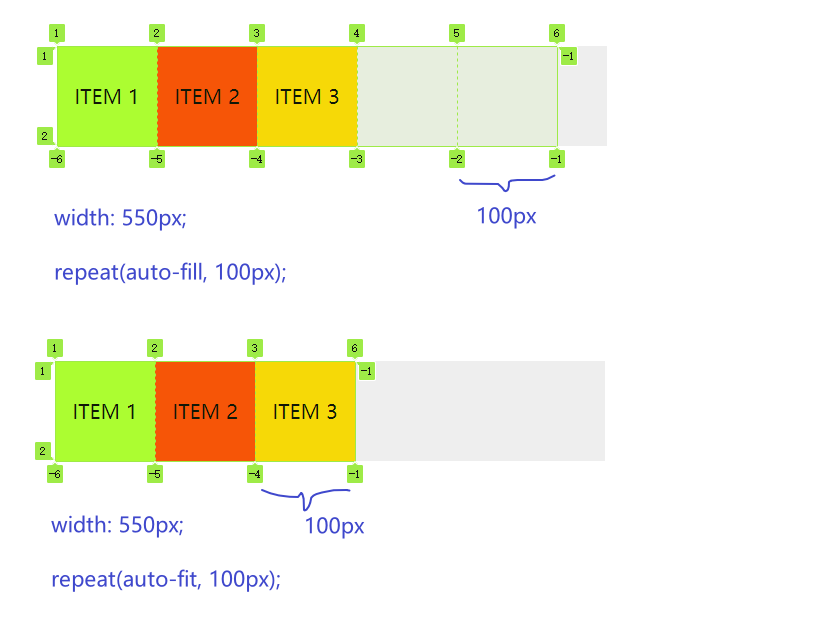 1 2 3 4 5 6
1 -1
ITEM 1 ITEM 2 ITEM 3
2
-6 -5 -4 -3 -2 -1
100px
width: 550px;
repeat(auto-fill, 100px);
1 2 3 6
1 -1
ITEM 1 ITEM 2 ITEM 3
2
-6 -5 -4 -1
100px
width: 550px;
repeat(auto-fit, 100px);